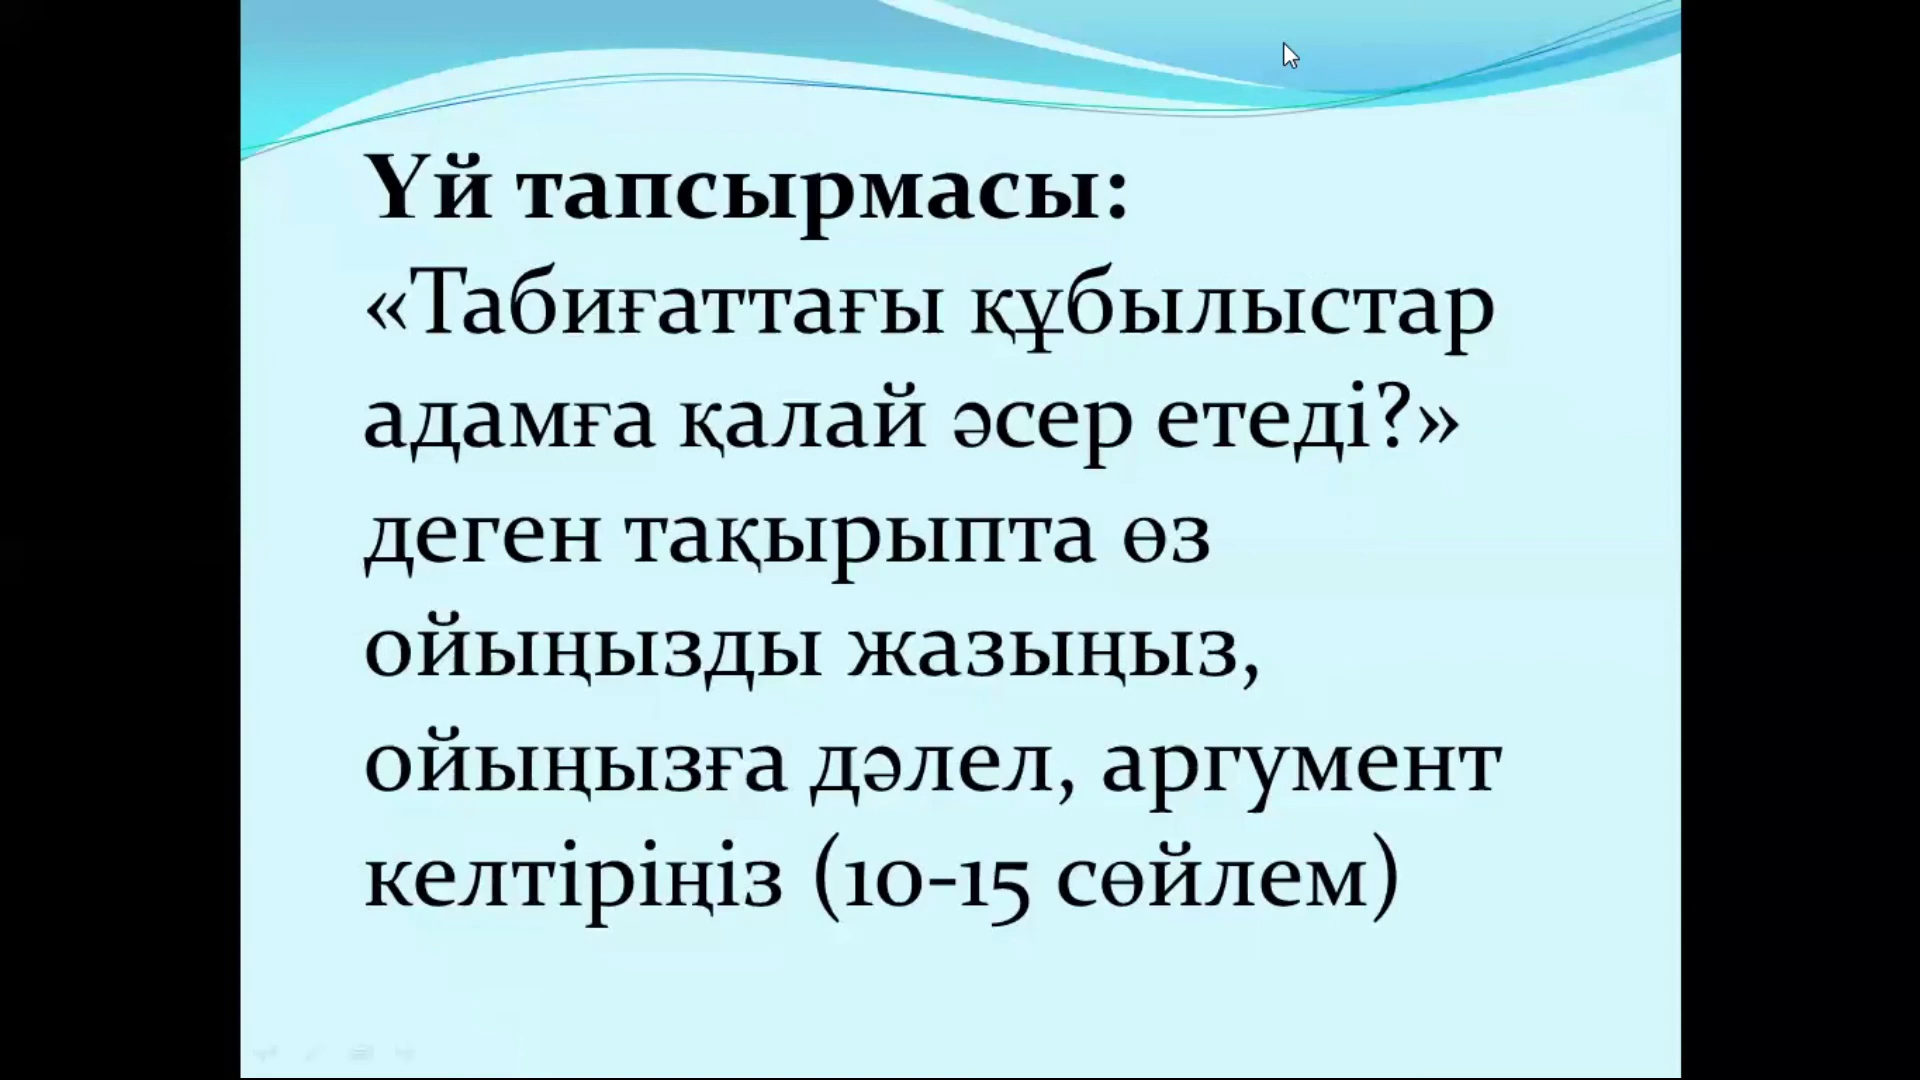 Үй тапсырмасы:
«Табиғаттағы құбылыстар
адамға қалай әсер етеді?»
деген тақырыпта өз
ойыңызды жазыңыз,
ойыңызға дәлел, аргумент
келтіріңіз (10-15 сөйлем)